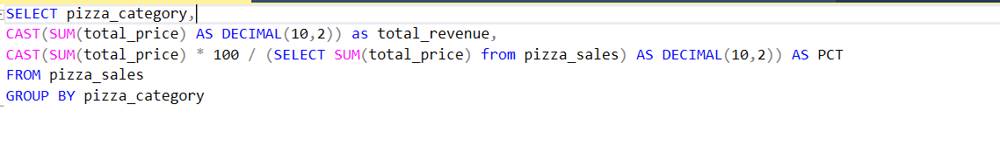 SELECT pizza_category,
CAST(SUM(total_price) AS DECIMAL(10,2)) as total_revenue,
CAST(SUM(total_price) * 100 / (SELECT SUM(total_price) from pizza_sales) AS DECIMAL(10,2)) AS PCT
FROM pizza_sales
GROUP BY pizza_category